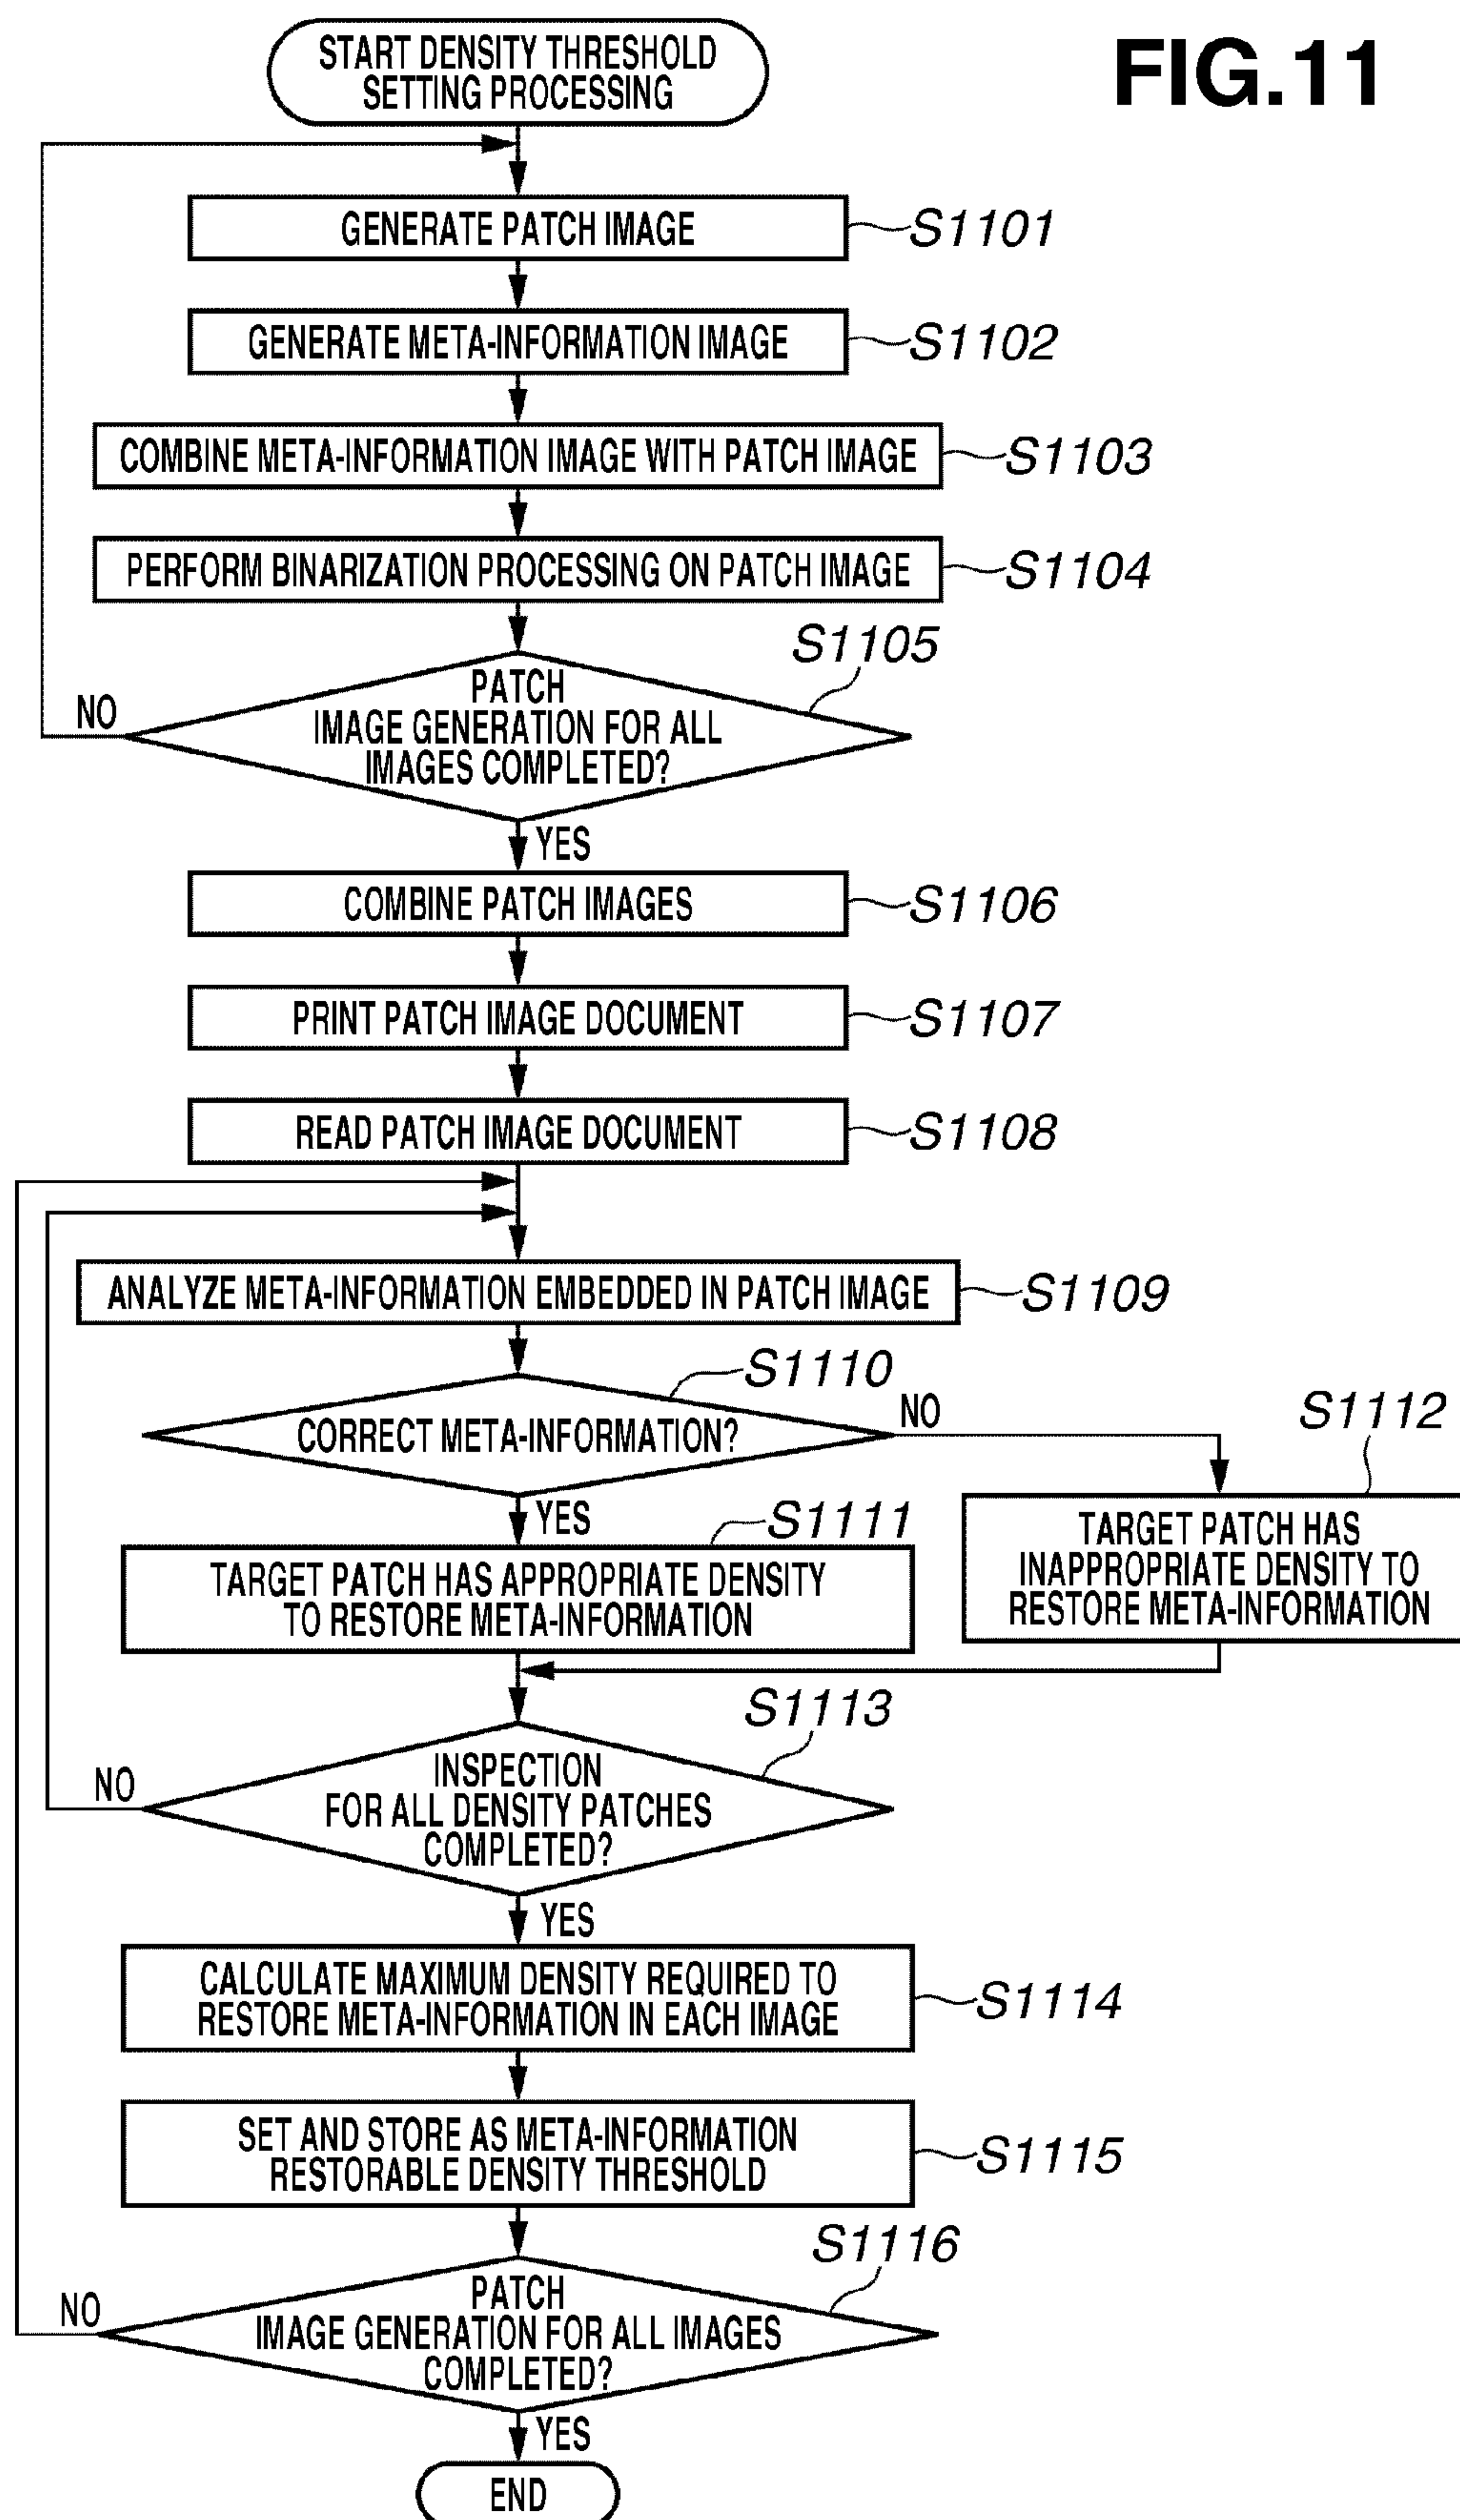 FIG.11
START DENSITY THRESHOLD
SETTING PROCESSING
GENERATE PATCH IMAGE
S1101
GENERATE META-INFORMATION IMAGE
S1102
COMBINE META-INFORMATION IMAGE WITH PATCH IMAGE
S1103
PERFORM BINARIZATION PROCESSING ON PATCH IMAGE
S1104
S1105
PATCH
IMAGE GENERATION FOR ALL
IMAGES COMPLETED?
NO
YES
COMBINE PATCH IMAGES
S1106
PRINT PATCH IMAGE DOCUMENT
S1107
READ PATCH IMAGE DOCUMENT
S1108
ANALYZE META-INFORMATION EMBEDDED IN PATCH IMAGE
S1109
S1110
CORRECT META-INFORMATION?
NO
YES
S1112
TARGET PATCH HAS
INAPPROPRIATE DENSITY TO
RESTORE META-INFORMATION
S1111
TARGET PATCH HAS APPROPRIATE DENSITY
TO RESTORE META-INFORMATION
S1113
INSPECTION
FOR ALL DENSITY PATCHES
COMPLETED?
NO
YES
CALCULATE MAXIMUM DENSITY REQUIRED TO
RESTORE META-INFORMATION IN EACH IMAGE
S1114
SET AND STORE AS META-INFORMATION
RESTORABLE DENSITY THRESHOLD
S1115
S1116
PATCH
IMAGE GENERATION FOR ALL IMAGES
COMPLETED?
NO
YES
END